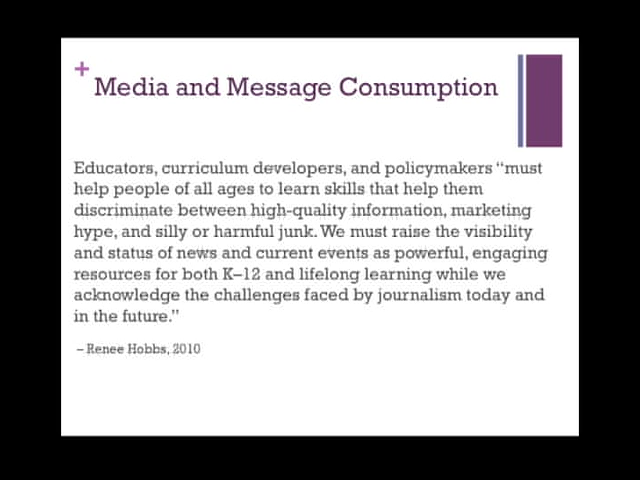 +
Media and Message Consumption
Educators, curriculum developers, and policymakers “must
help people of all ages to learn skills that help them
discriminate between high-quality information, marketing
hype, and silly or harmful junk. We must raise the visibility
and status of news and current events as powerful, engaging
resources for both K–12 and lifelong learning while we
acknowledge the challenges faced by journalism today and
in the future.”
– Renee Hobbs, 2010